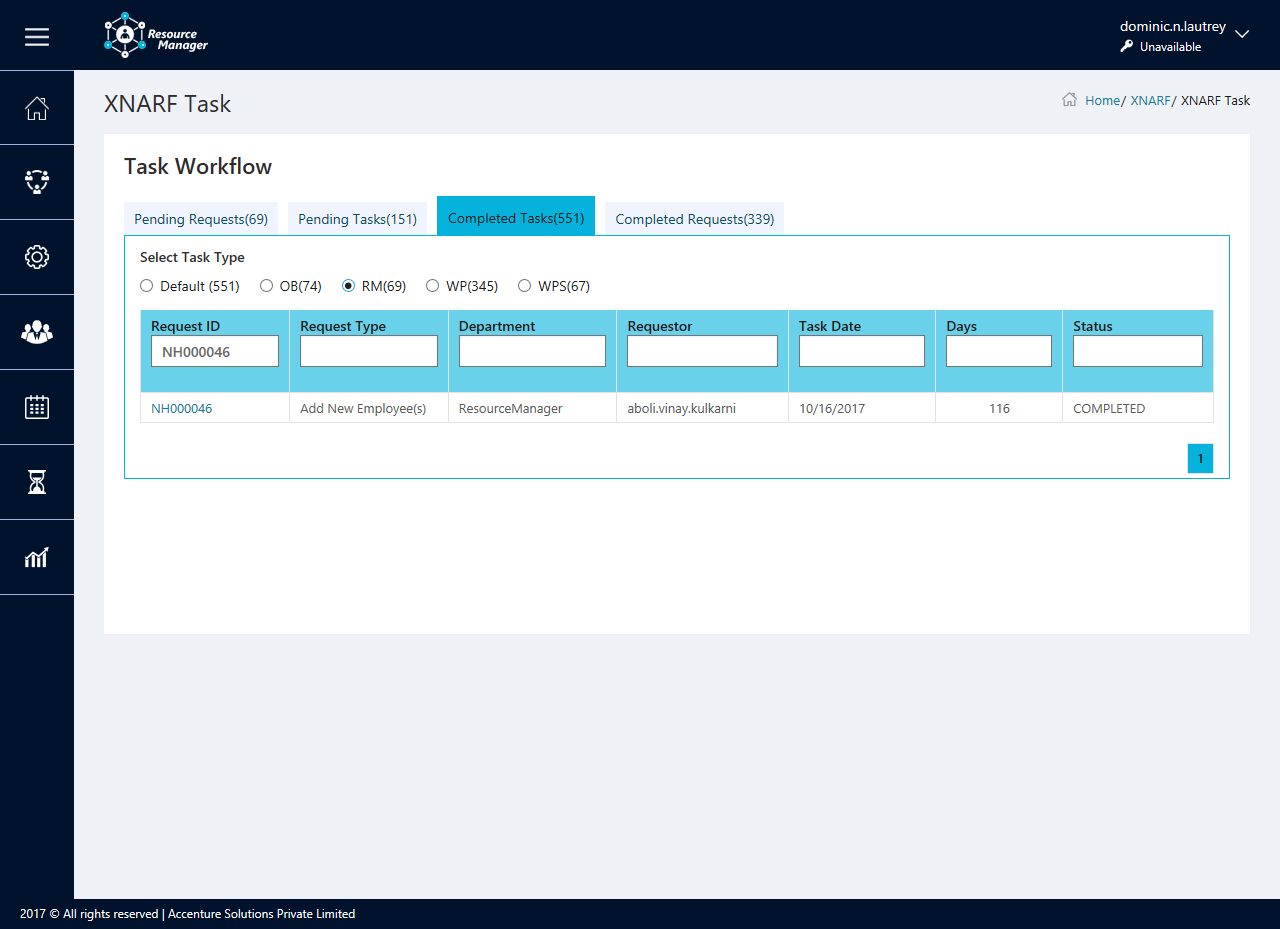 Resource
Manager
dominic.n.lautrey
Unavailable
XNARF Task
Home/ XNARF/ XNARF Task
Task Workflow
Pending Requests(69) Pending Tasks(151) Completed Tasks(551) Completed Requests(339)
Select Task Type
Default (551) OB(74) RM(69) WP(345) WPS(67)
Request ID Request Type Department Requestor Task Date Days Status
NH000046
NH000046 Add New Employee(s) ResourceManager aboli.vinay.kulkarni 10/16/2017 116 COMPLETED
1
2017 © All rights reserved | Accenture Solutions Private Limited